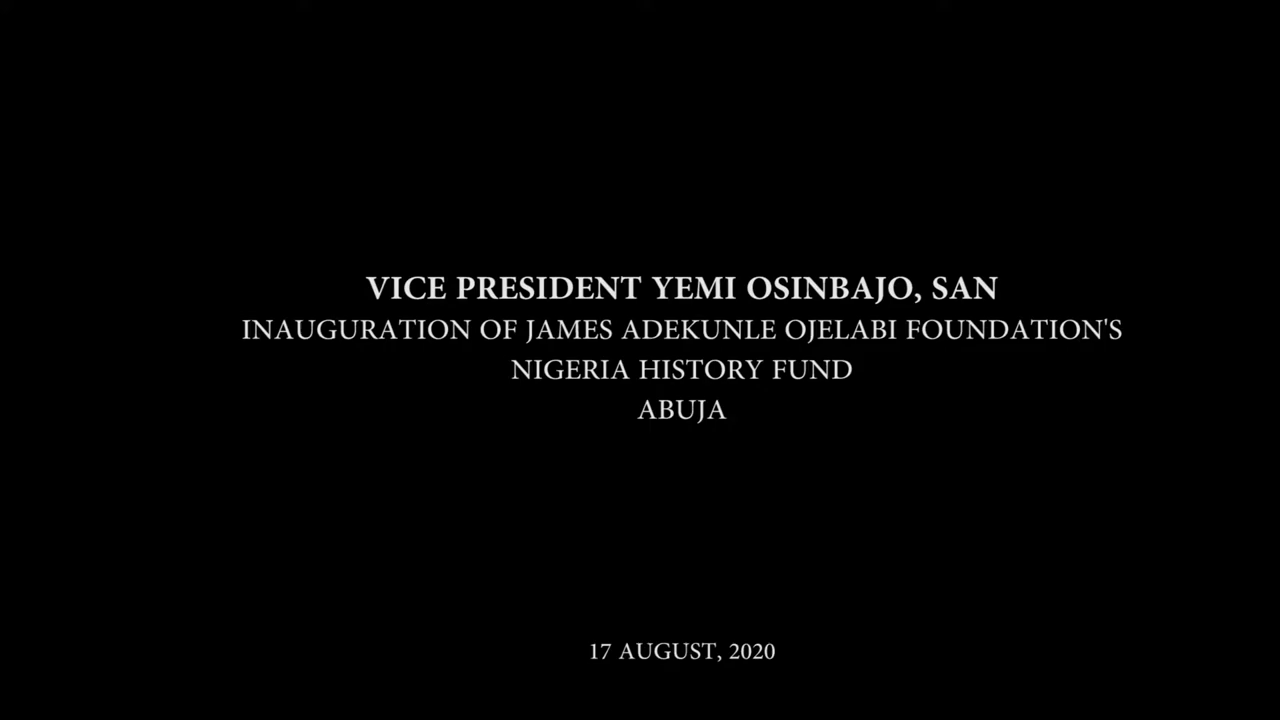 VICE PRESIDENT YEMI OSINBAJO, SAN
INAUGURATION OF JAMES ADEKUNLE OJELABI FOUNDATION'S
NIGERIA HISTORY FUND
ABUJA
17 AUGUST, 2020